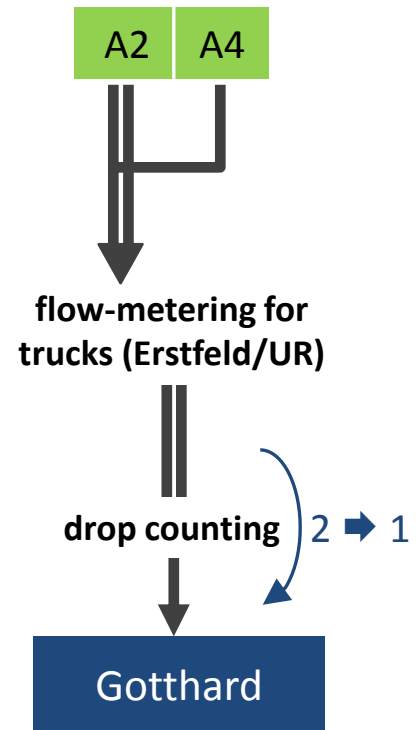 A2 A4
flow-metering for
trucks (Erstfeld/UR)
drop counting
2 🡆 1
Gotthard